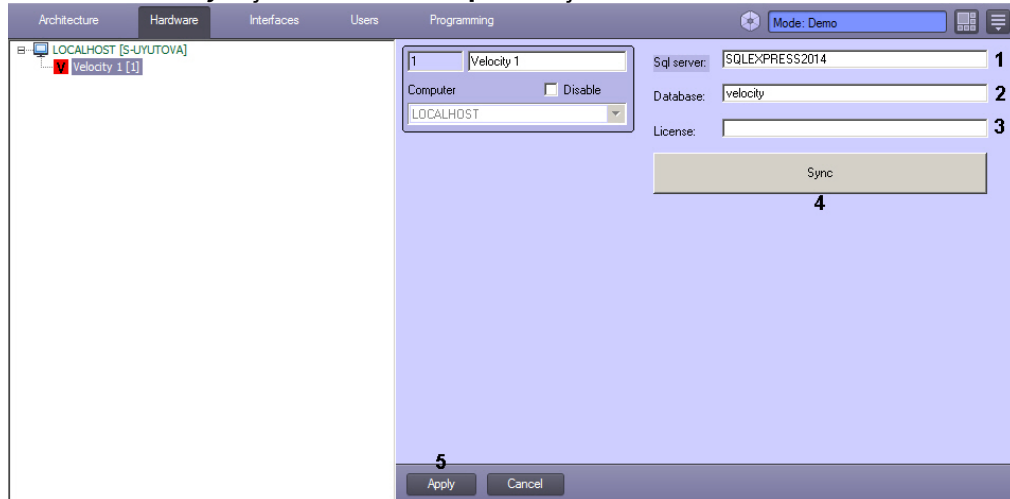 Architecture Hardware Interfaces Users Programming Mode: Demo
LOCALHOST [S-UYUTOVA]
V Velocity 1 [1]
1 Velocity 1
Computer Disable
LOCALHOST
Sql server: SQLEXPRESS2014 1
Database: velocity 2
License: 3
Sync
4
5
Apply Cancel